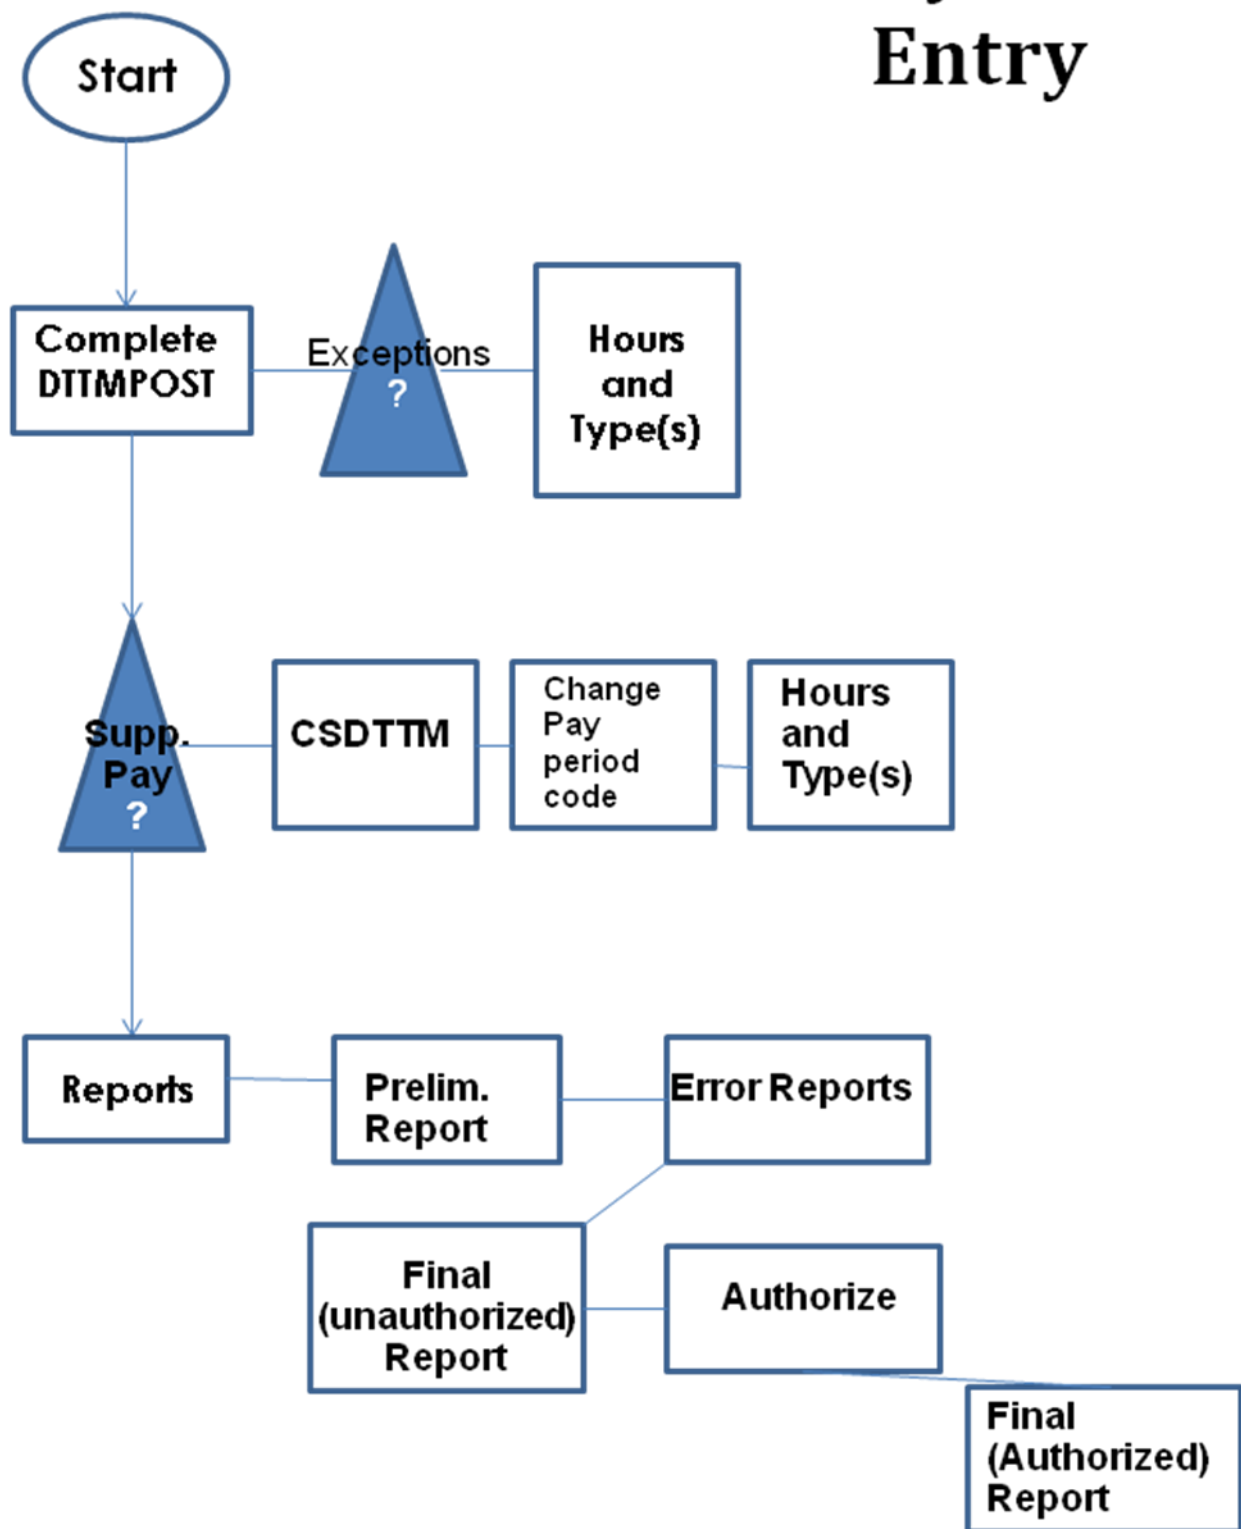 Entry
Start
Complete
DTTMPOST
Exceptions
?
Hours
and
Type(s)
Supp.
Pay
?
CSDTTM
Change
Pay
period
code
Hours
and
Type(s)
Reports
Prelim.
Report
Error Reports
Final
(unauthorized)
Report
Authorize
Final
(Authorized)
Report